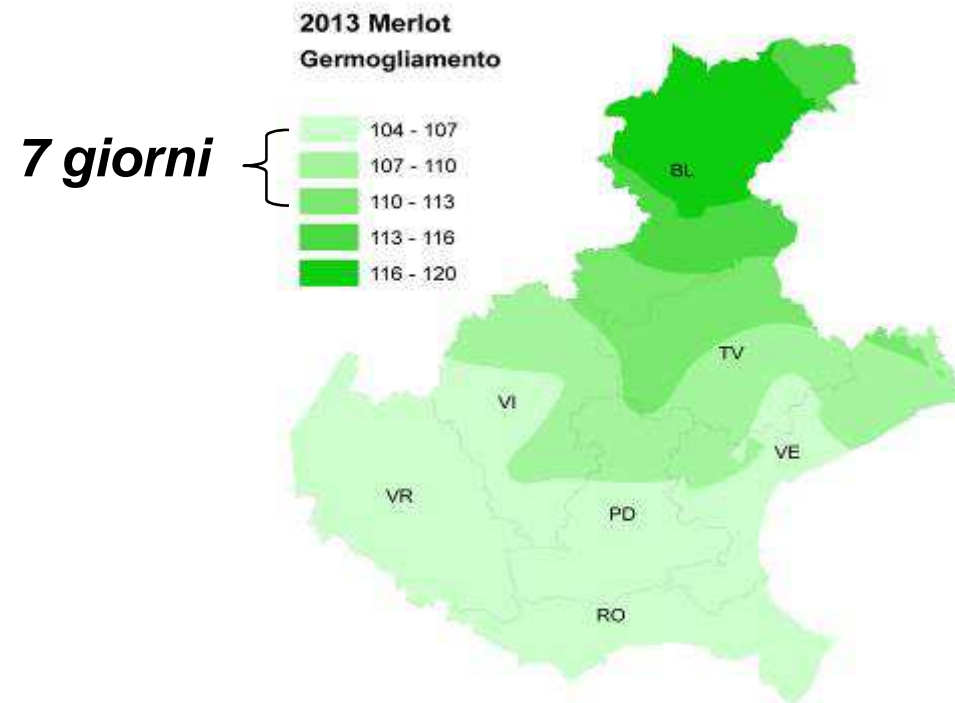 2013 Merlot
Germogliamento
7 giorni
104 - 107
107 - 110
110 - 113
113 - 116
116 - 120
BL
TV
VI
VE
VR
PD
RO